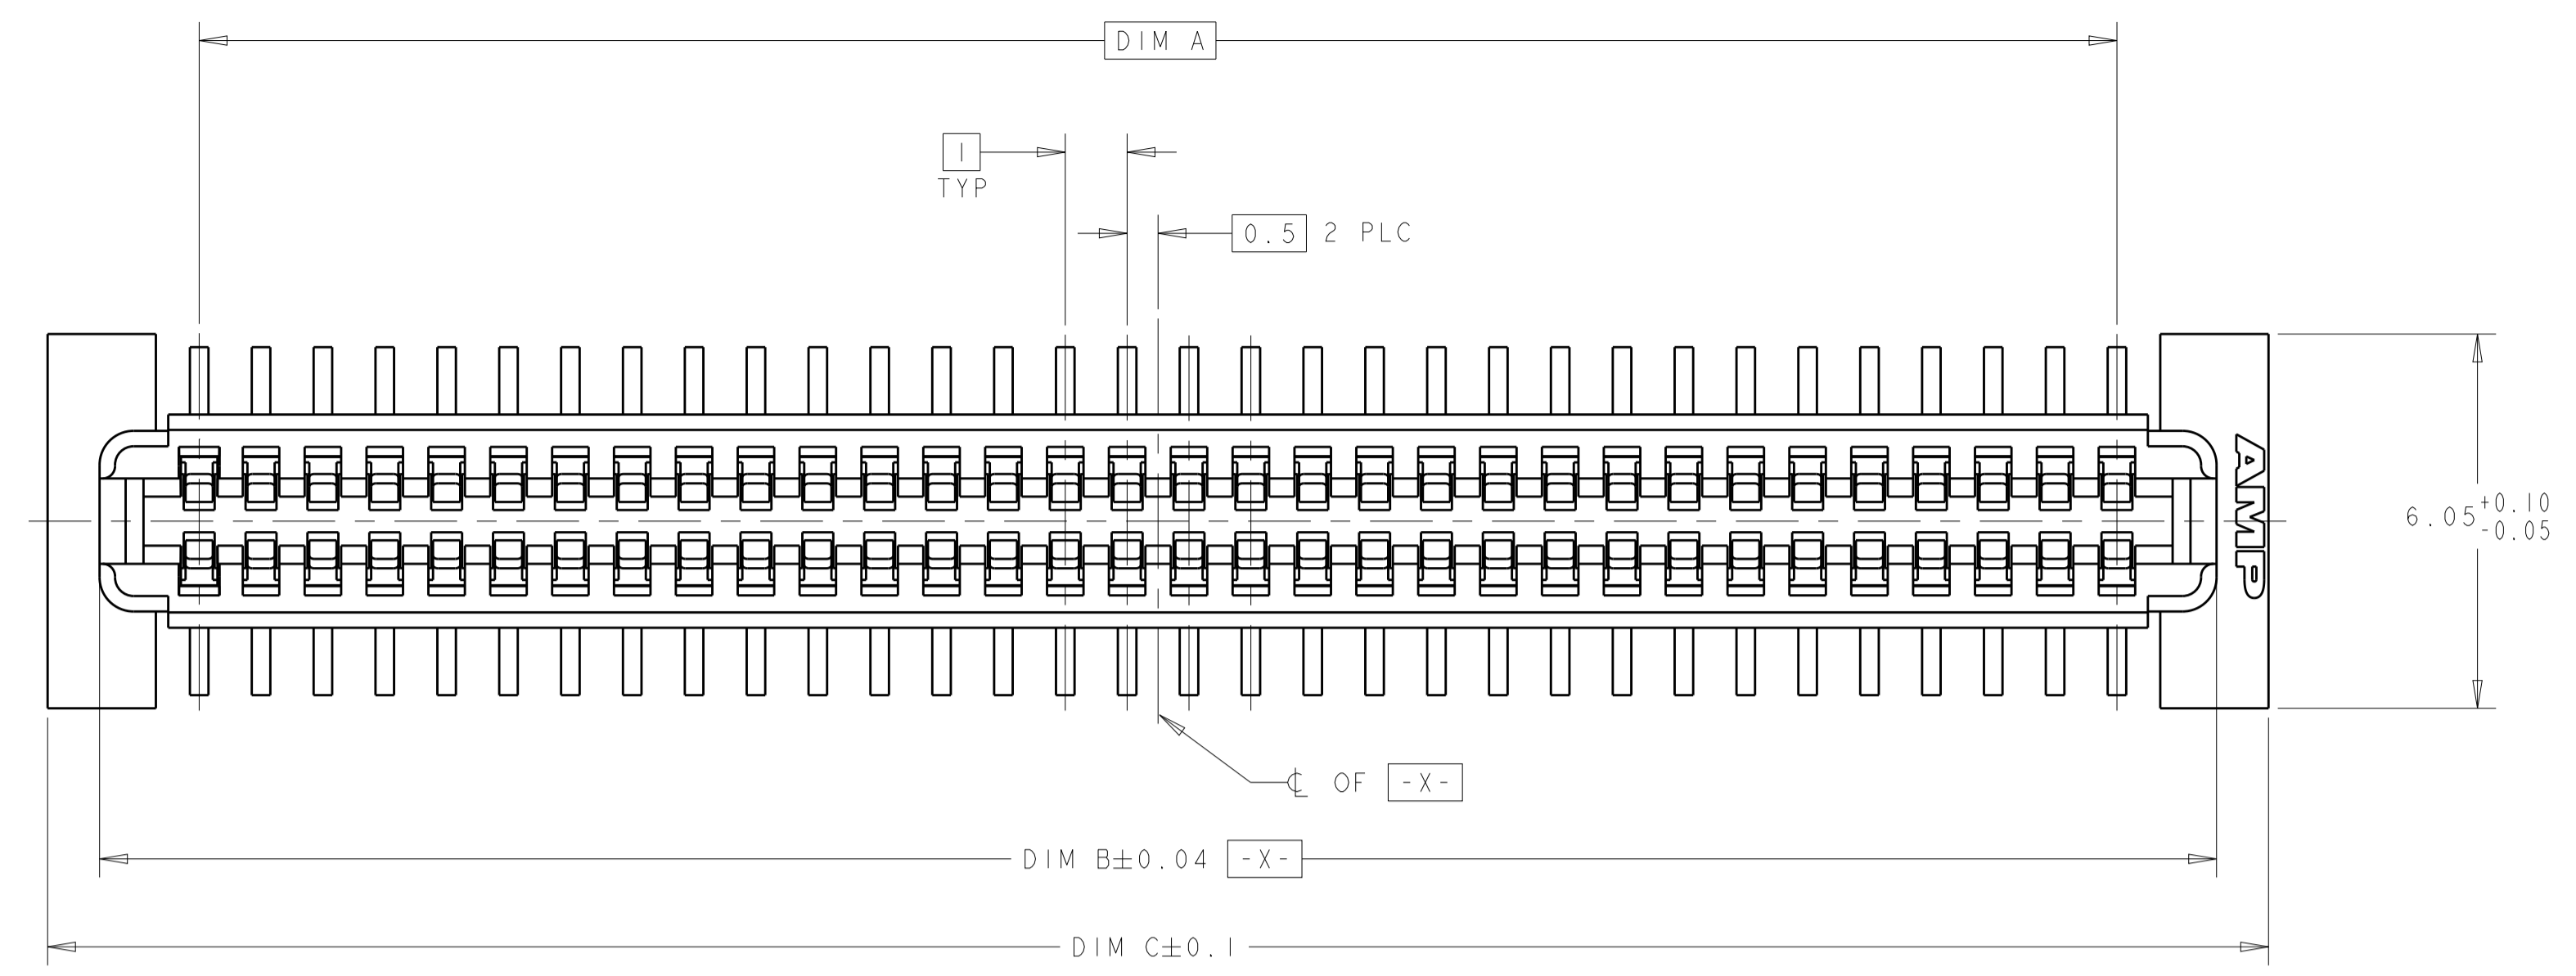 DIM A
1
TYP
0.5 2 PLC
AMP
6.05 +0.10
-0.05
℄ OF -X-
DIM B±0.04 -X-
DIM C±0.1